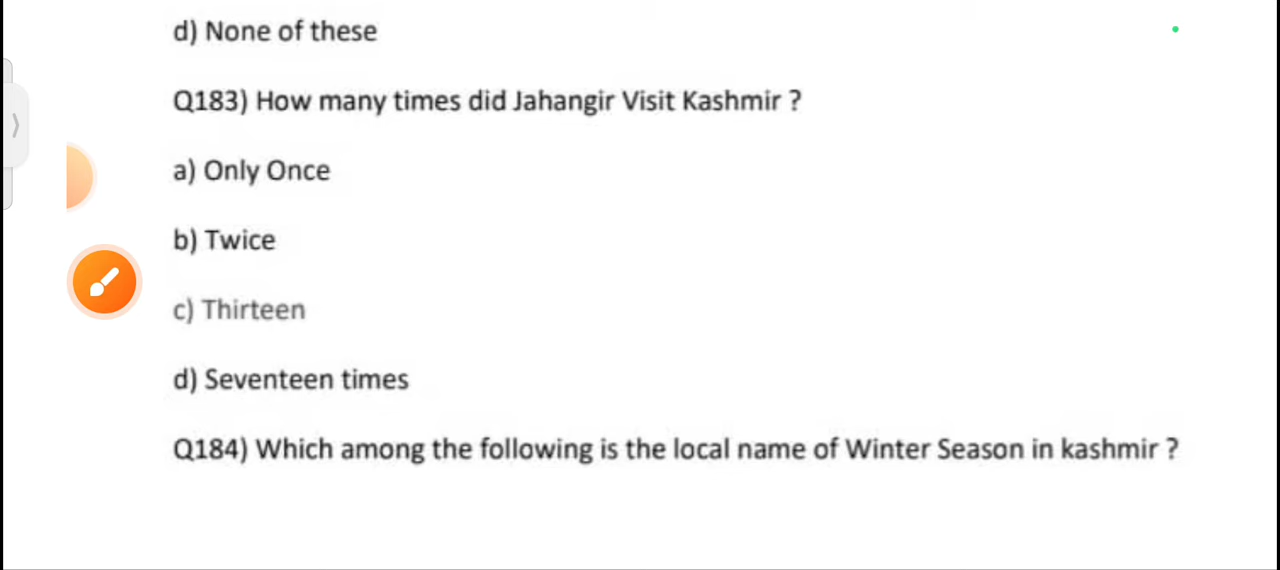 d) None of these
Q183) How many times did Jahangir Visit Kashmir ?
a) Only Once
b) Twice
c) Thirteen
d) Seventeen times
Q184) Which among the following is the local name of Winter Season in kashmir ?